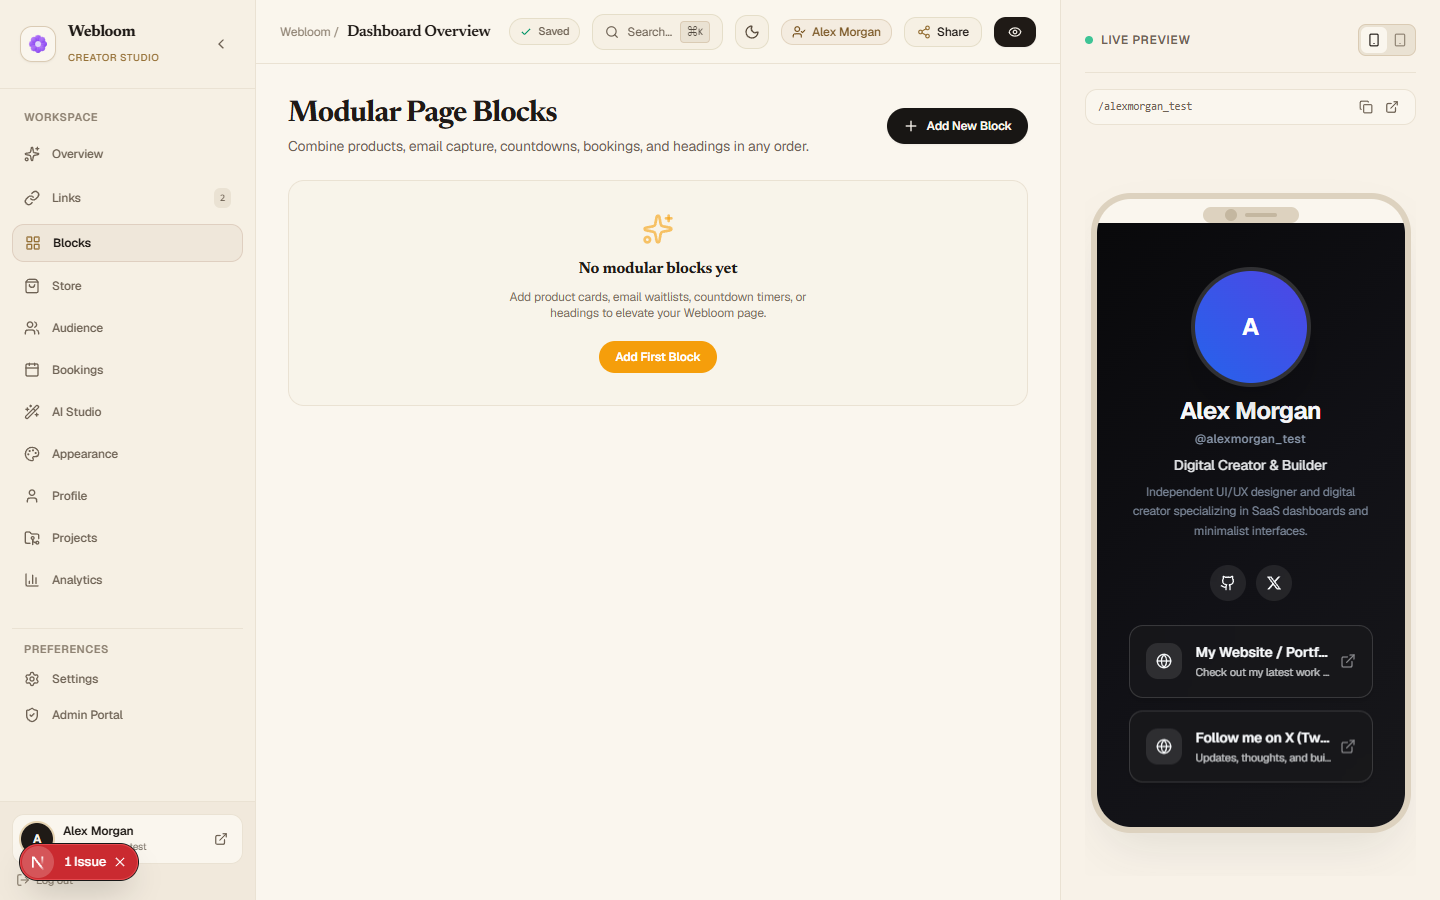 Webloom
CREATOR STUDIO
WORKSPACE
Overview
Links 2
Blocks
Store
Audience
Bookings
AI Studio
Appearance
Profile
Projects
Analytics
PREFERENCES
Settings
Admin Portal
A Alex Morgan
test
N 1 Issue
Log out
Webloom / Dashboard Overview
Saved
Search... ⌘K
Alex Morgan
Share
Modular Page Blocks
Combine products, email capture, countdowns, bookings, and headings in any order.
Add New Block
No modular blocks yet
Add product cards, email waitlists, countdown timers, or
headings to elevate your Webloom page.
Add First Block
LIVE PREVIEW
/alexmorgan_test
A
Alex Morgan
@alexmorgan_test
Digital Creator & Builder
Independent UI/UX designer and digital
creator specializing in SaaS dashboards and
minimalist interfaces.
My Website / Portf...
Check out my latest work ...
Follow me on X (Tw...
Updates, thoughts, and bui...